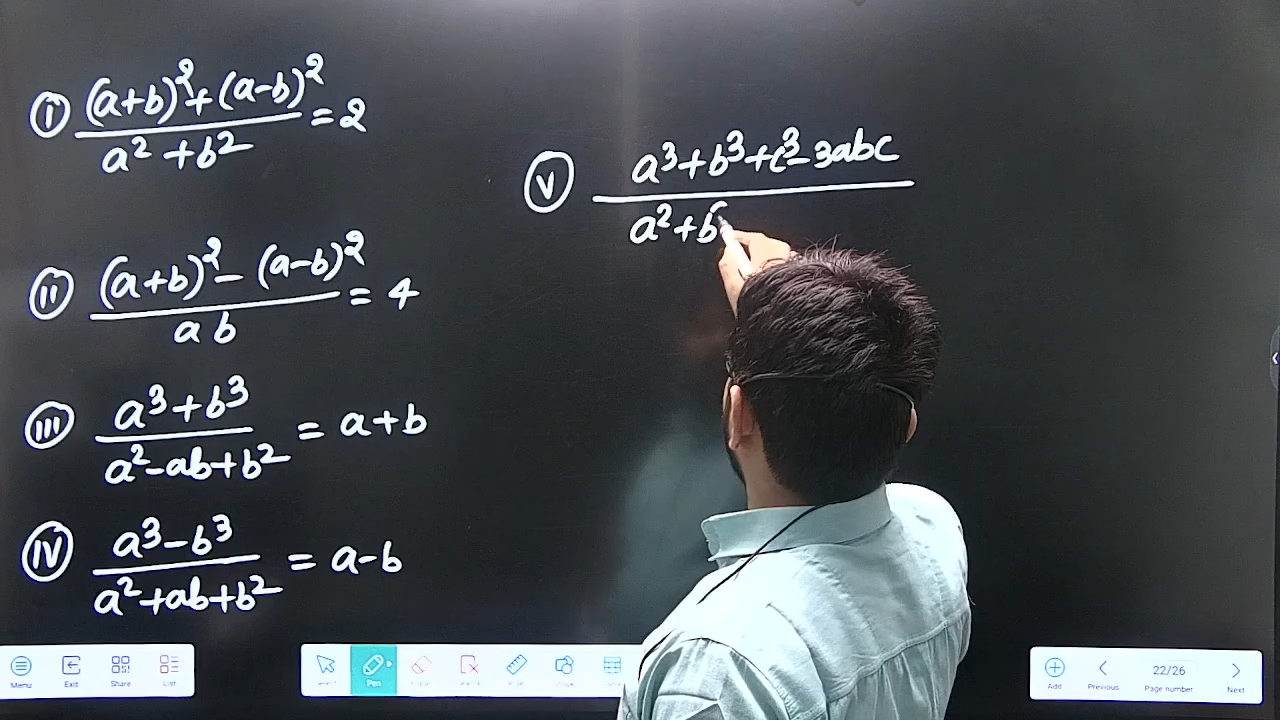 (i) (a+b)²+(a-b)² / a²+b² = 2
(ii) (a+b)²-(a-b)² / ab = 4
(iii) a³+b³ / a²-ab+b² = a+b
(iv) a³-b³ / a²+ab+b² = a-b
(v) a³+b³+c³-3abc / a²+b
Menu Exit Share List
Pen
Add Previous 22/26 Page number Next